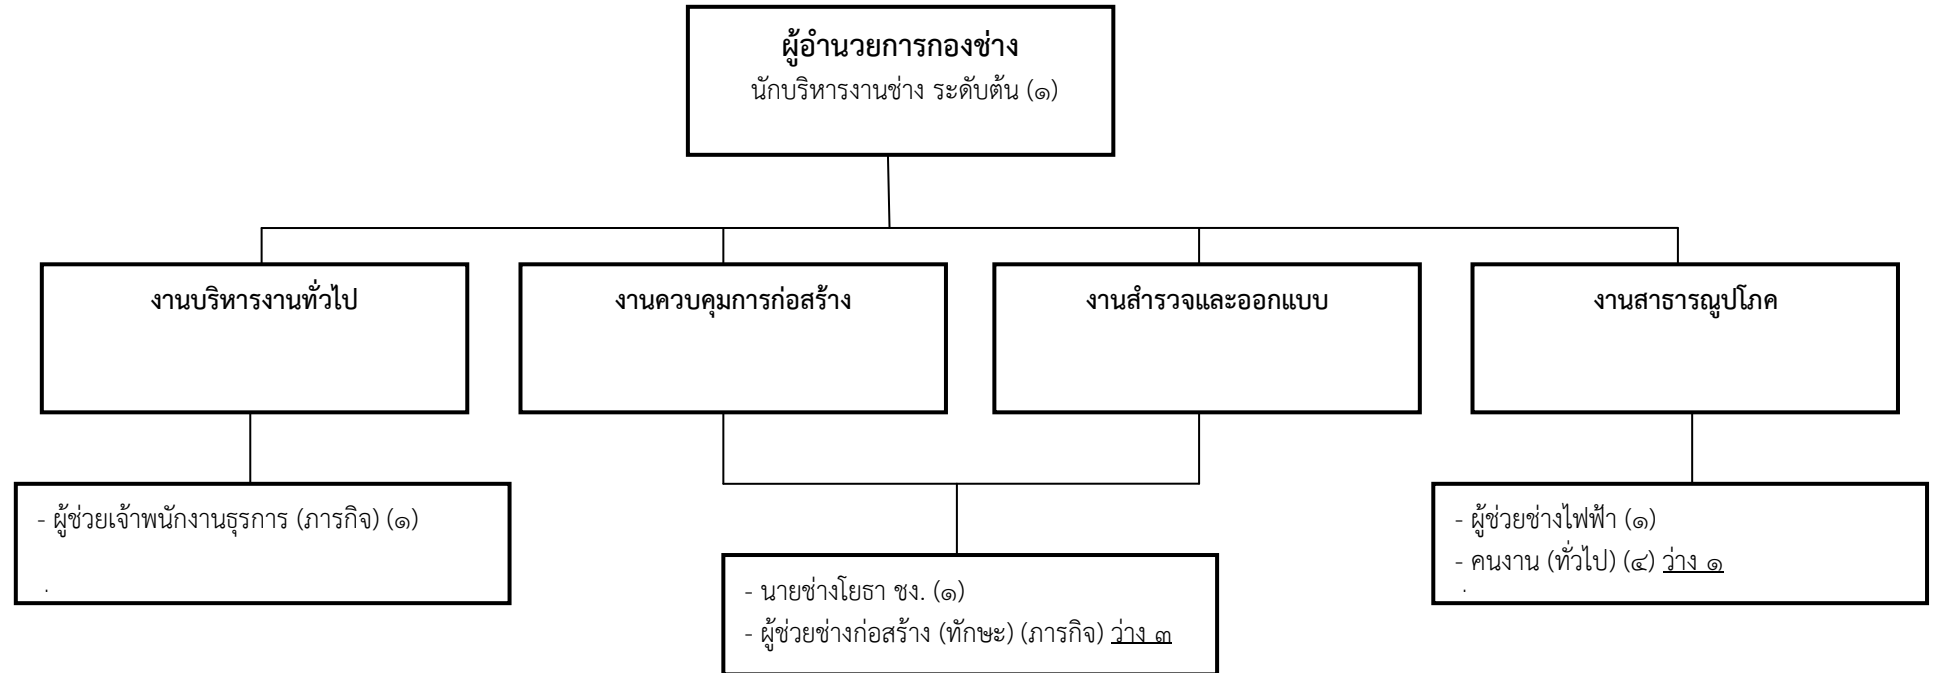 ผู้อำนวยการกองช่าง
นักบริหารงานช่าง ระดับต้น (๑)
งานบริหารงานทั่วไป
งานควบคุมการก่อสร้าง
งานสำรวจและออกแบบ
งานสาธารณูปโภค
- ผู้ช่วยเจ้าพนักงานธุรการ (ภารกิจ) (๑)
.
- นายช่างโยธา ชง. (๑)
- ผู้ช่วยช่างก่อสร้าง (ทักษะ) (ภารกิจ) ว่าง ๓
- ผู้ช่วยช่างไฟฟ้า (๑)
- คนงาน (ทั่วไป) (๔) ว่าง ๑
.